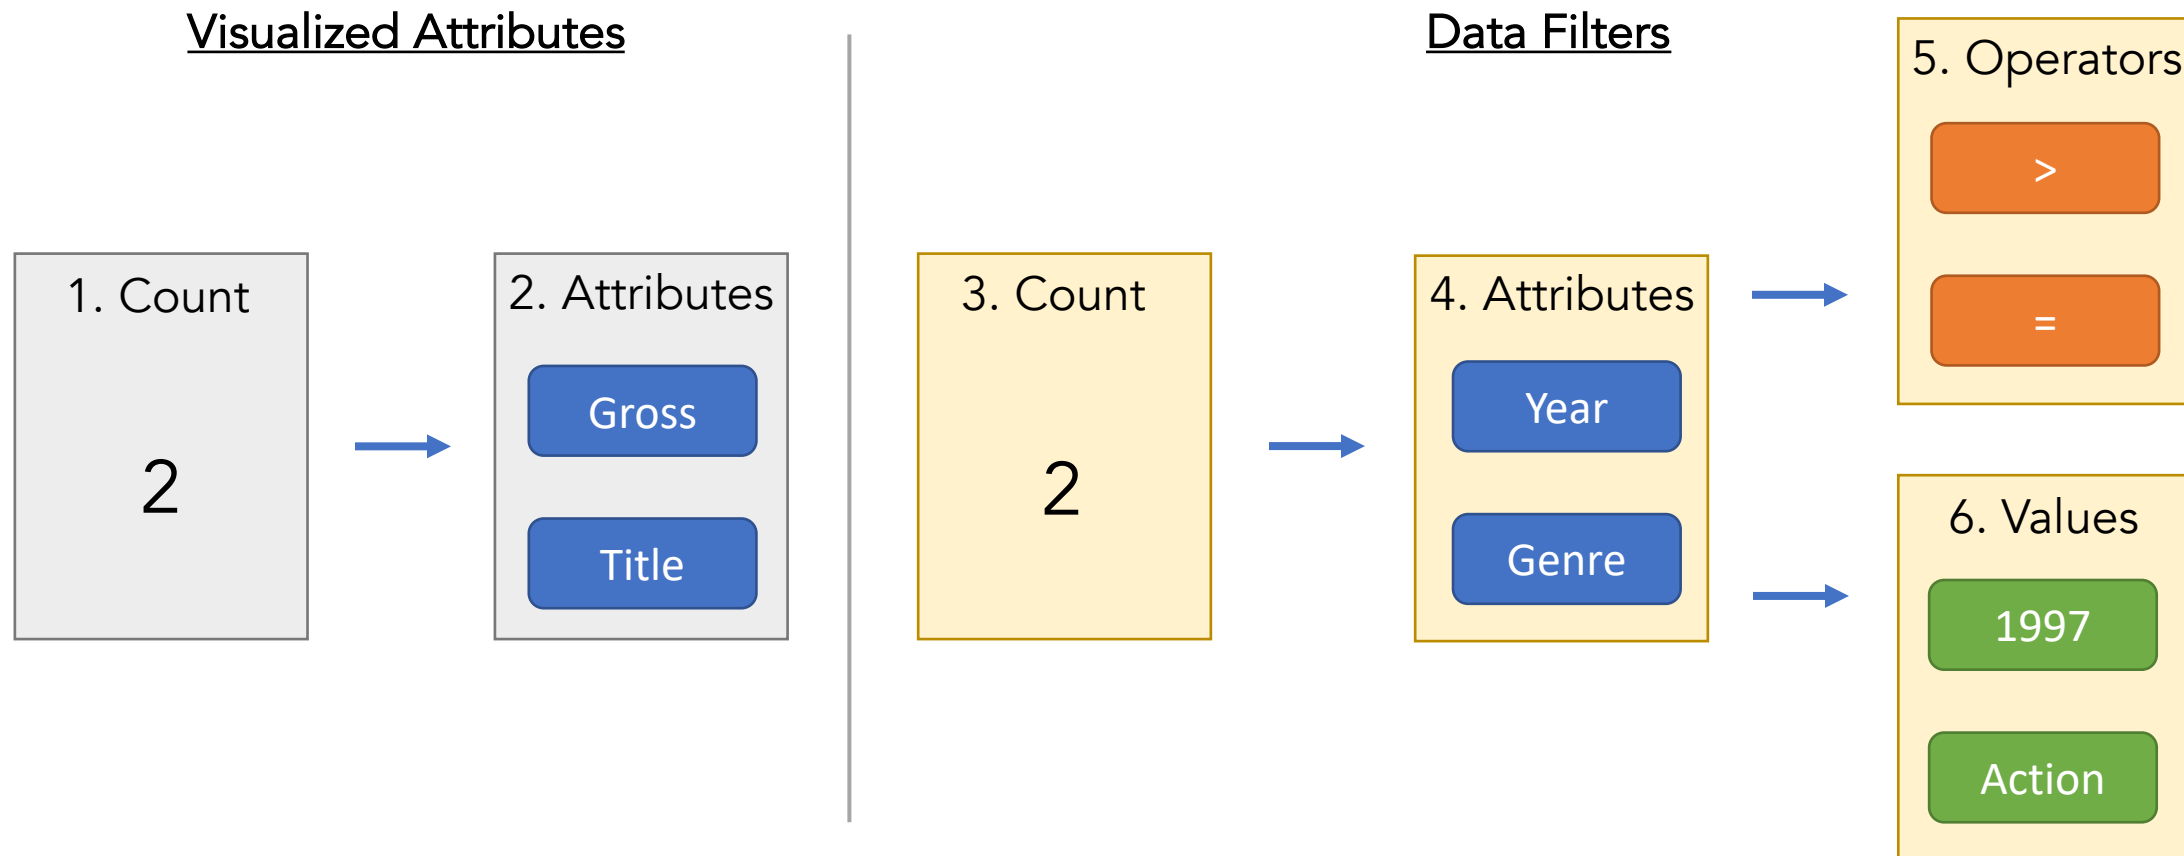 Visualized Attributes
Data Filters
1. Count
2
2. Attributes
Gross
Title
3. Count
2
4. Attributes
Year
Genre
5. Operators
>
=
6. Values
1997
Action